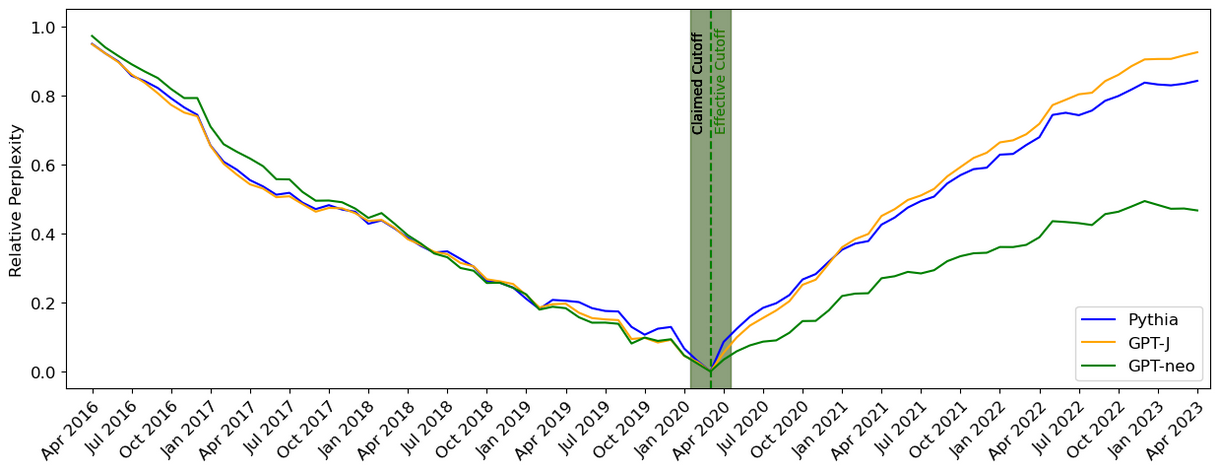 1.0
0.8
0.6
0.4
0.2
0.0
Relative Perplexity
Claimed Cutoff
Effective Cutoff
Pythia
GPT-J
GPT-neo
Apr 2016
Jul 2016
Oct 2016
Jan 2017
Apr 2017
Jul 2017
Oct 2017
Jan 2018
Apr 2018
Jul 2018
Oct 2018
Jan 2019
Apr 2019
Jul 2019
Oct 2019
Jan 2020
Apr 2020
Jul 2020
Oct 2020
Jan 2021
Apr 2021
Jul 2021
Oct 2021
Jan 2022
Apr 2022
Jul 2022
Oct 2022
Jan 2023
Apr 2023